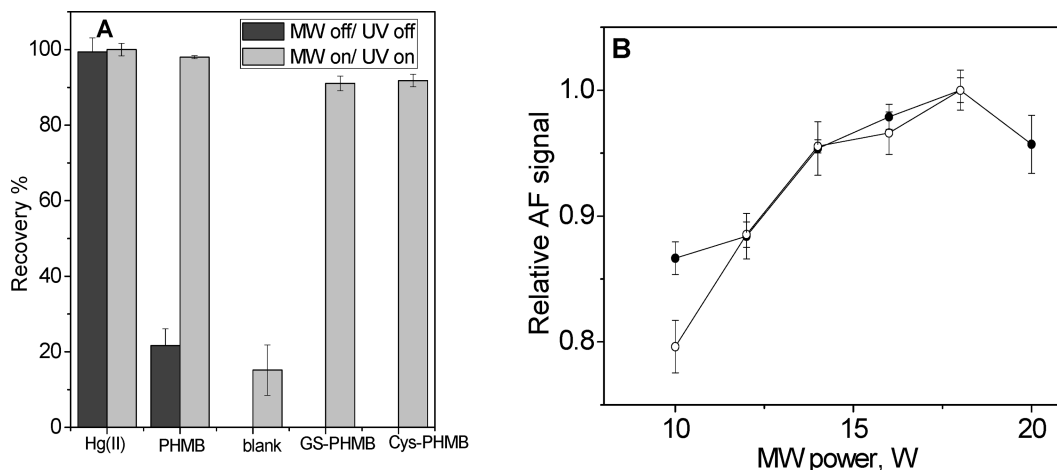 A
MW off/ UV off
MW on/ UV on
Recovery %
100
80
60
40
20
0
Hg(II) PHMB blank GS-PHMB Cys-PHMB
B
Relative AF signal
1.0
0.9
0.8
10 15 20
MW power, W